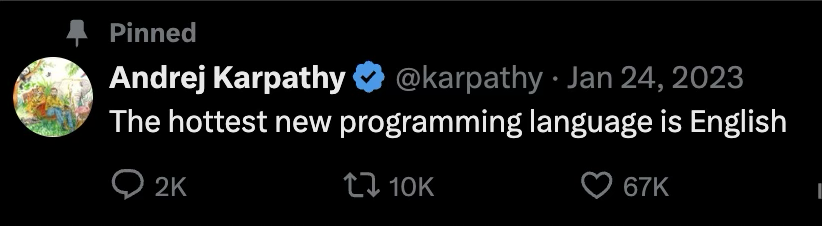 Pinned
Andrej Karpathy @karpathy · Jan 24, 2023
The hottest new programming language is English
2K 10K 67K